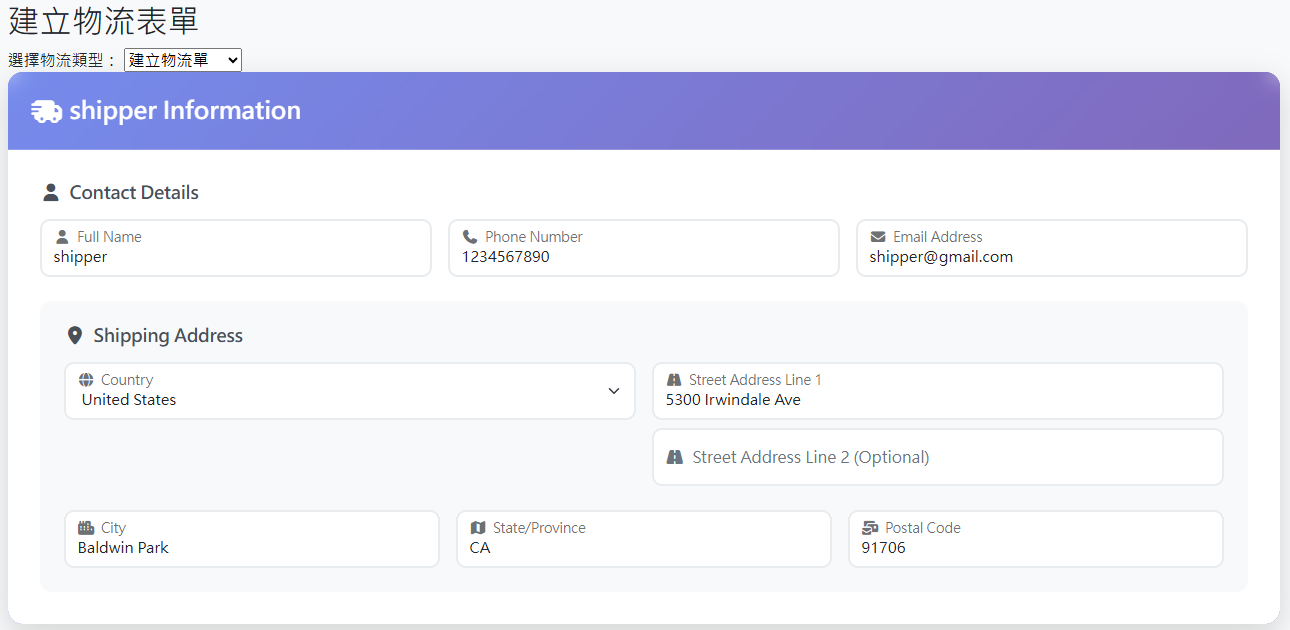 建立物流表單
選擇物流類型： 建立物流單
shipper Information
Contact Details
Full Name
shipper
Phone Number
1234567890
Email Address
shipper@gmail.com
Shipping Address
Country
United States
Street Address Line 1
5300 Irwindale Ave
Street Address Line 2 (Optional)
City
Baldwin Park
State/Province
CA
Postal Code
91706